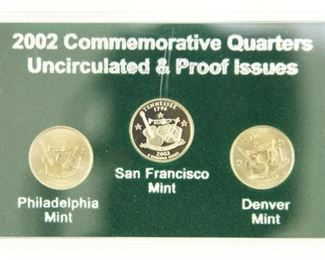 2002 Commemorative Quarters
Uncirculated & Proof Issues
TENNESSEE
1796
2002
San Francisco
Mint
Philadelphia
Mint
Denver
Mint